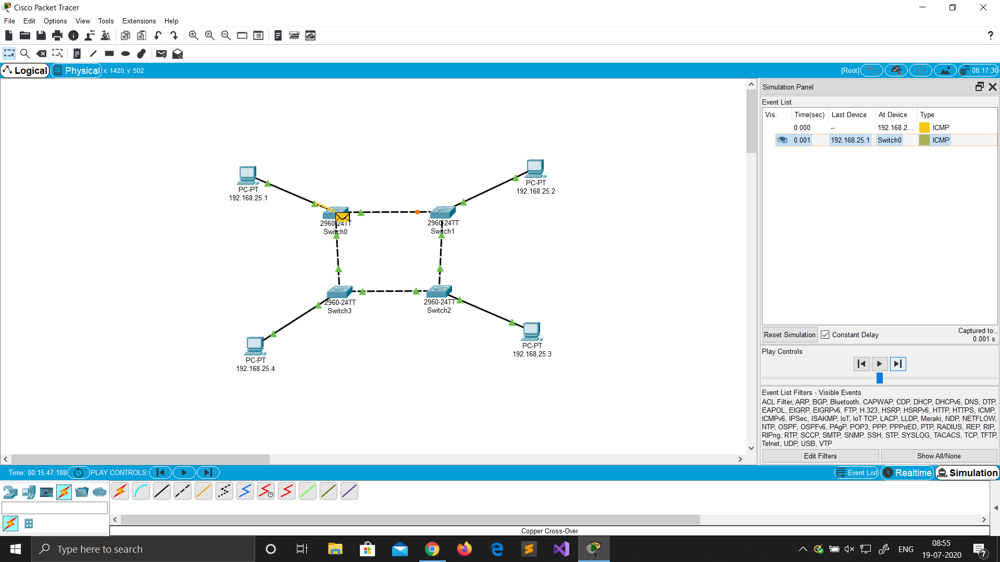 Cisco Packet Tracer
File Edit Options View Tools Extensions Help
?
Logical Physical x: 1420, y: 502 [Root] 08:17:30
Simulation Panel
Event List
Vis. Time(sec) Last Device At Device Type
0.000 -- 192.168.2... ICMP
0.001 192.168.25.1 Switch0 ICMP
PC-PT
192.168.25.1
PC-PT
192.168.25.2
2960-24TT
Switch0
2960-24TT
Switch1
2960-24TT
Switch3
2960-24TT
Switch2
PC-PT
192.168.25.4
PC-PT
192.168.25.3
Reset Simulation Constant Delay Captured to:
0.001 s
Play Controls
Event List Filters - Visible Events
ACL Filter, ARP, BGP, Bluetooth, CAPWAP, CDP, DHCP, DHCPv6, DNS, DTP,
EAPOL, EIGRP, EIGRPv6, FTP, H.323, HSRP, HSRPv6, HTTP, HTTPS, ICMP,
ICMPv6, IPSec, ISAKMP, IoT, IoT TCP, LACP, LLDP, Meraki, NDP, NETFLOW,
NTP, OSPF, OSPFv6, PAgP, POP3, PPP, PPPoED, PTP, RADIUS, REP, RIP,
RIPng, RTP, SCCP, SMTP, SNMP, SSH, STP, SYSLOG, TACACS, TCP, TFTP,
Telnet, UDP, USB, VTP
Edit Filters Show All/None
Time: 00:15:47.188 PLAY CONTROLS: Event List Realtime Simulation
Copper Cross-Over
Type here to search
ENG
08:55
19-07-2020
7